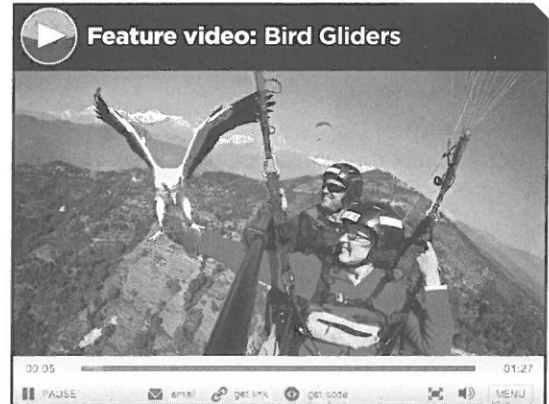 Feature video: Bird Gliders
00:05 01:27
PAUSE email get link get code MENU